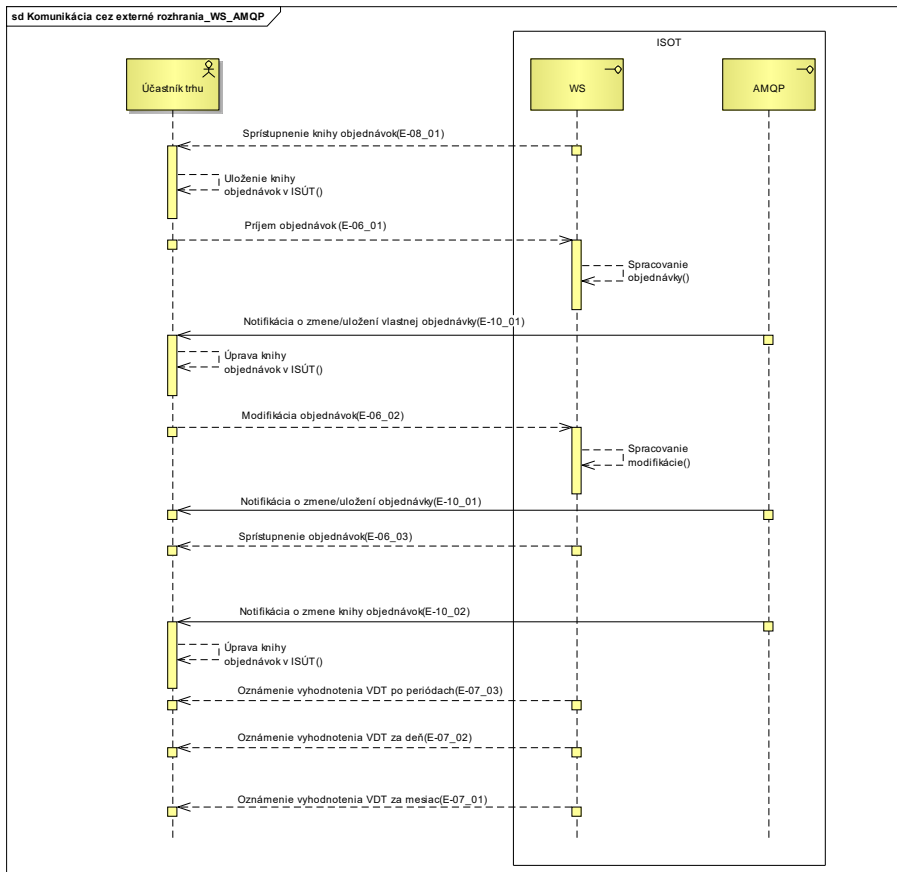 sd Komunikácia cez externé rozhrania_WS_AMQP
ISOT
Účastník trhu
WS
AMQP
Sprístupnenie knihy objednávok(E-08_01)
Uloženie knihy
objednávok v ISÚT()
Príjem objednávok (E-06_01)
Spracovanie
objednávky()
Notifikácia o zmene/uložení vlastnej objednávky(E-10_01)
Úprava knihy
objednávok v ISÚT()
Modifikácia objednávok(E-06_02)
Spracovanie
modifikácie()
Notifikácia o zmene/uložení objednávky(E-10_01)
Sprístupnenie objednávok(E-06_03)
Notifikácia o zmene knihy objednávok(E-10_02)
Úprava knihy
objednávok v ISÚT()
Oznámenie vyhodnotenia VDT po periódach(E-07_03)
Oznámenie vyhodnotenia VDT za deň(E-07_02)
Oznámenie vyhodnotenia VDT za mesiac(E-07_01)